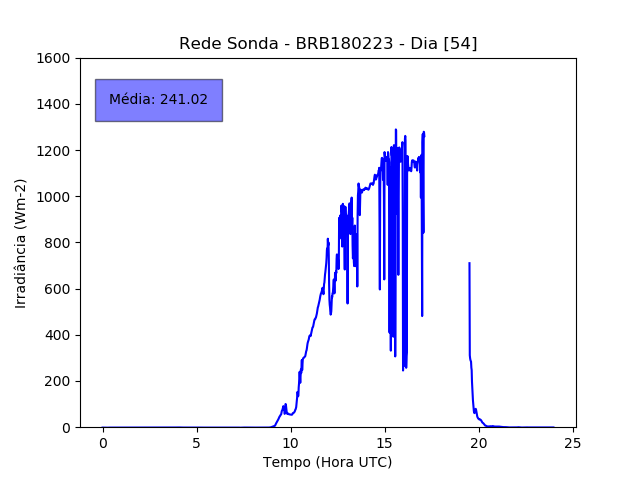 Rede Sonda - BRB180223 - Dia [54]
Média: 241.02
Irradiância (Wm-2)
1600
1400
1200
1000
800
600
400
200
0
0 5 10 15 20 25
Tempo (Hora UTC)